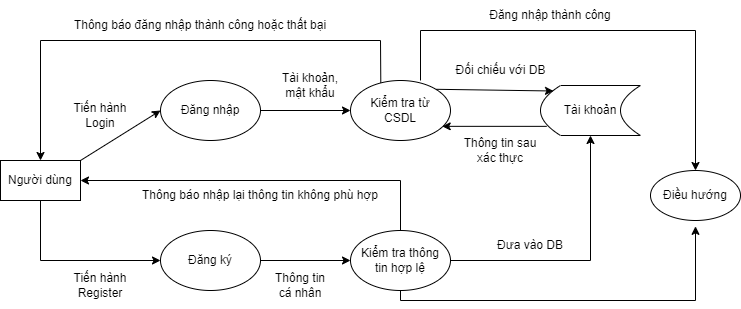 Đăng nhập thành công
Thông báo đăng nhập thành công hoặc thất bại
Đối chiếu với DB
Tài khoản,
mật khẩu
Tiến hành
Login
Đăng nhập
Kiểm tra từ
CSDL
Tài khoản
Thông tin sau
xác thực
Người dùng
Thông báo nhập lại thông tin không phù hợp
Điều hướng
Đưa vào DB
Đăng ký
Kiểm tra thông
tin hợp lệ
Tiến hành
Register
Thông tin
cá nhân